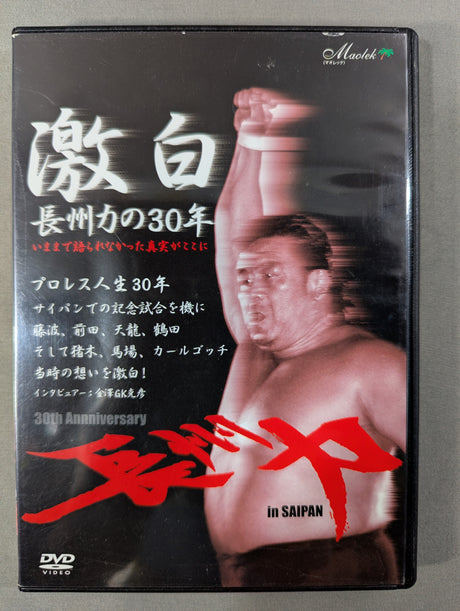 Maolek
(マオレック)
激白
長州力の30年
いままで語られなかった真実がここに
プロレス人生30年
サイパンでの記念試合を機に
藤波、前田、天龍、鶴田
そして猪木、馬場、カールゴッチ
当時の想いを激白!
インタビュアー:金澤GK克彦
30th Annniversary
in SAIPAN
DVD
VIDEO